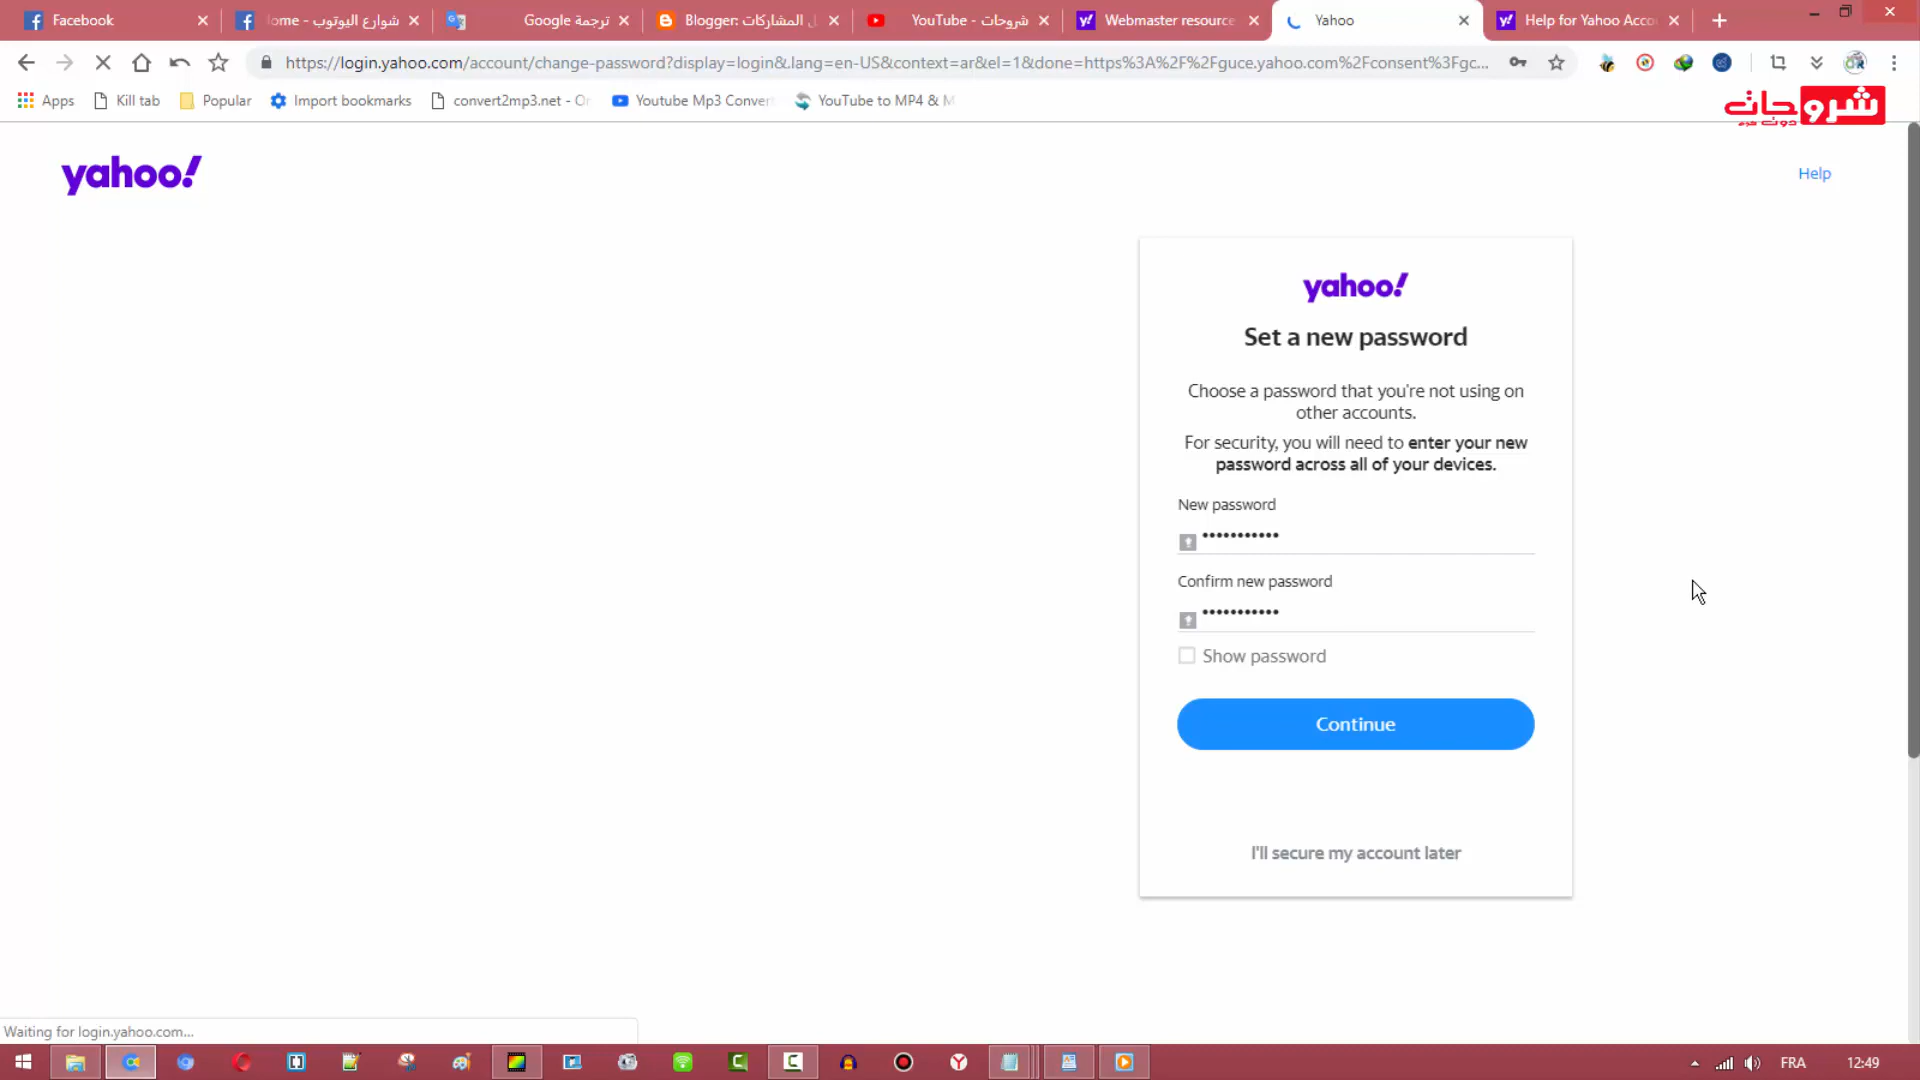 Facebook
ome - شوارع اليوتوب
ترجمة Google
Blogger: المشاركات
YouTube - شروحات
Webmaster resource
Yahoo
Help for Yahoo Acco
https://login.yahoo.com/account/change-password?display=login&.lang=en-US&context=ar&el=1&done=https%3A%2F%2Fguce.yahoo.com%2Fconsent%3Fgc...
Apps
Kill tab
Popular
Import bookmarks
convert2mp3.net - On
Youtube Mp3 Convert
YouTube to MP4 & M
شروحات
yahoo!
Help
yahoo!
Set a new password
Choose a password that you're not using on
other accounts.
For security, you will need to enter your new
password across all of your devices.
New password
•••••••••••
Confirm new password
•••••••••••
Show password
Continue
I'll secure my account later
Waiting for login.yahoo.com...
FRA
12:49